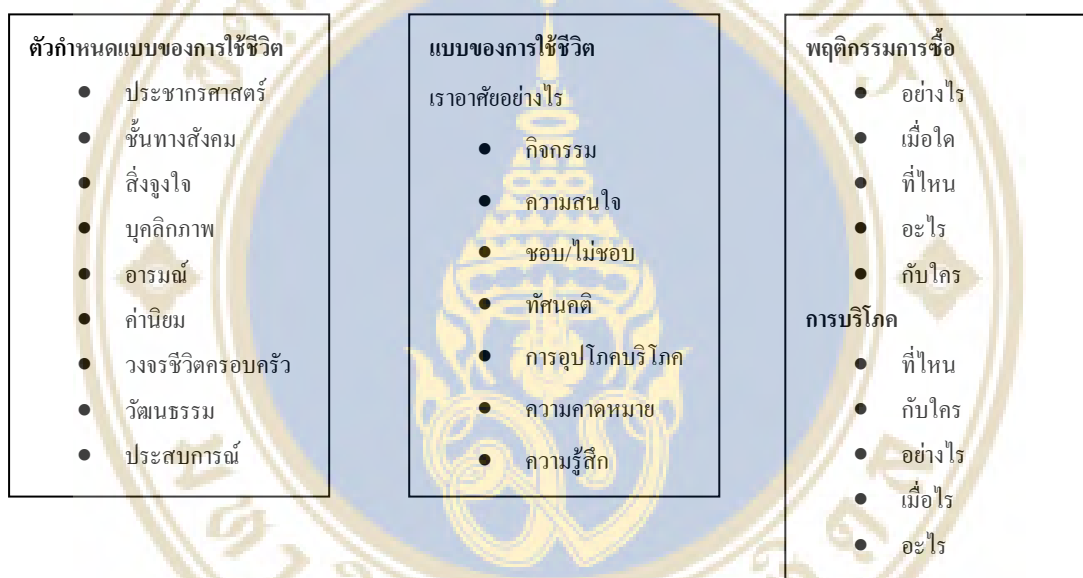 ตัวกำหนดแบบของการใช้ชีวิต
● ประชากรศาสตร์
● ชั้นทางสังคม
● สิ่งจูงใจ
● บุคลิกภาพ
● อารมณ์
● ค่านิยม
● วงจรชีวิตครอบครัว
● วัฒนธรรม
● ประสบการณ์
แบบของการใช้ชีวิต
เราอาศัยอย่างไร
● กิจกรรม
● ความสนใจ
● ชอบ/ไม่ชอบ
● ทัศนคติ
● การอุปโภคบริโภค
● ความคาดหมาย
● ความรู้สึก
พฤติกรรมการซื้อ
● อย่างไร
● เมื่อใด
● ที่ไหน
● อะไร
● กับใคร
การบริโภค
● ที่ไหน
● กับใคร
● อย่างไร
● เมื่อไร
● อะไร